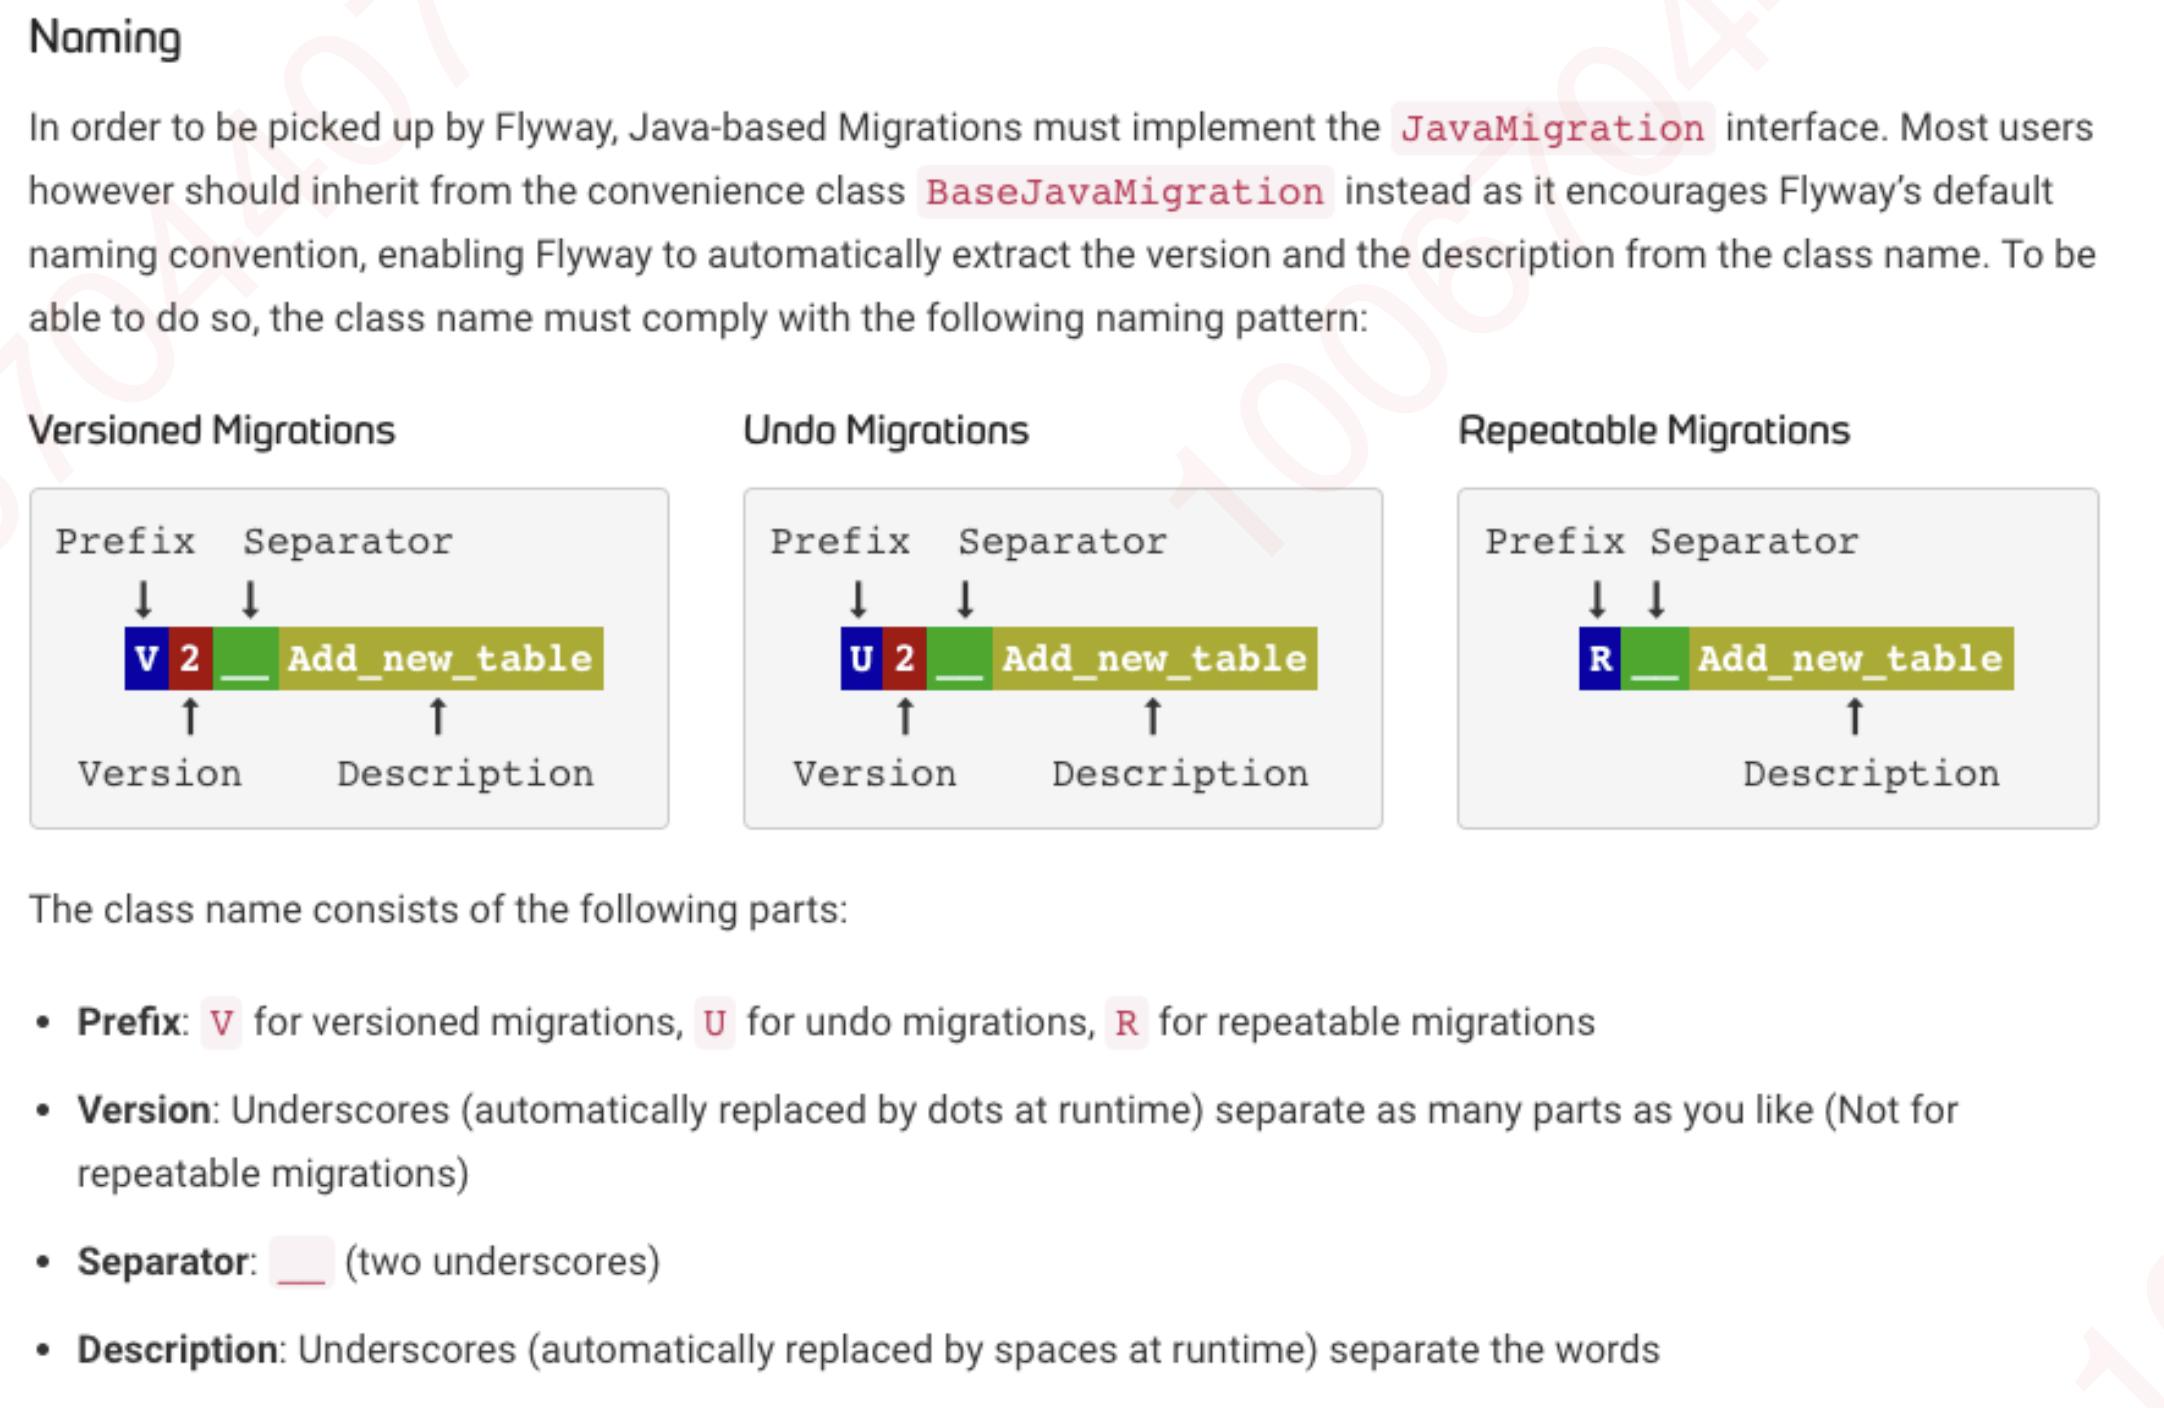 Naming
In order to be picked up by Flyway, Java-based Migrations must implement the JavaMigration interface. Most users
however should inherit from the convenience class BaseJavaMigration instead as it encourages Flyway's default
naming convention, enabling Flyway to automatically extract the version and the description from the class name. To be
able to do so, the class name must comply with the following naming pattern:
Versioned Migrations
Prefix Separator
V 2 __ Add_new_table
Version Description
Undo Migrations
Prefix Separator
U 2 __ Add_new_table
Version Description
Repeatable Migrations
Prefix Separator
R __ Add_new_table
Description
The class name consists of the following parts:
• Prefix: V for versioned migrations, U for undo migrations, R for repeatable migrations
• Version: Underscores (automatically replaced by dots at runtime) separate as many parts as you like (Not for
repeatable migrations)
• Separator: __ (two underscores)
• Description: Underscores (automatically replaced by spaces at runtime) separate the words